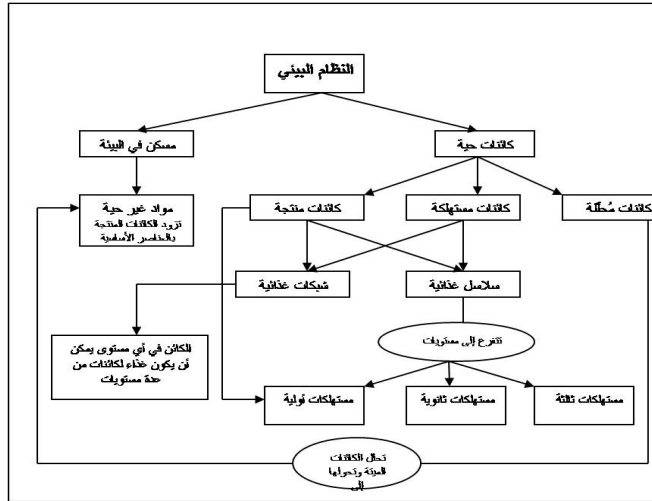 النظام البيئي
كائنات حية
مسكن في البيئة
كائنات مُحلّلة
كائنات مستهلكة
كائنات منتجة
مواد غير حية
تزود الكائنات المنتجة
بالعناصر الأساسية
سلاسل غذائية
شبكات غذائية
تتفرع إلى مستويات
الكائن في أي مستوى يمكن
أن يكون غذاء لكائنات من
عدة مستويات
مستهلكات ثالثة
مستهلكات ثانوية
مستهلكات أولية
تحلل الكائنات
الميتة وتحولها
إلى